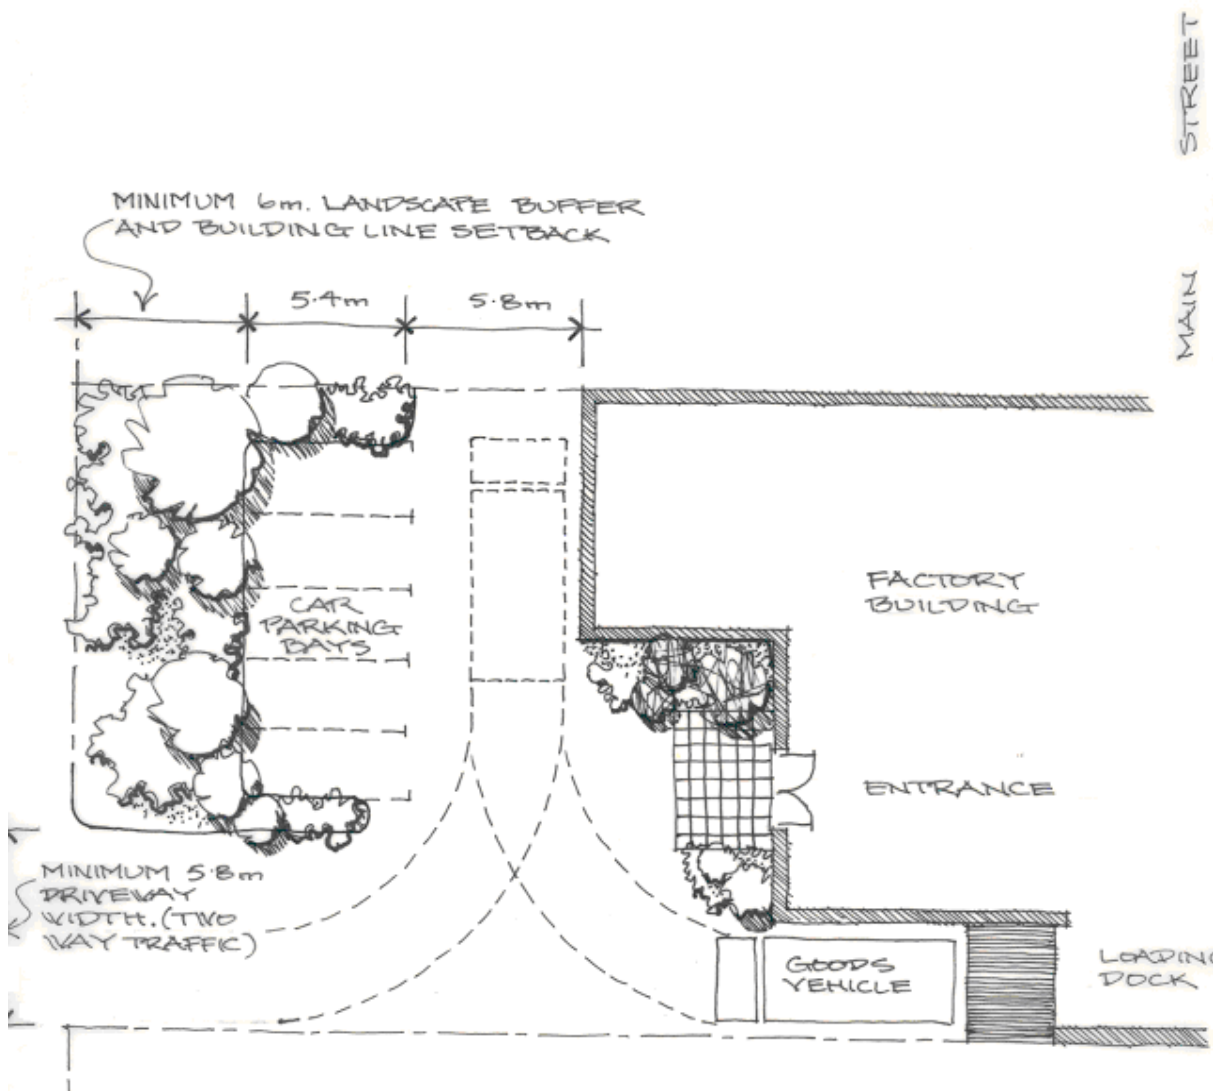 STREET
MAIN
MINIMUM 6m. LANDSCAPE BUFFER
AND BUILDING LINE SETBACK
5.4m
5.8m
CAR
PARKING
BAYS
FACTORY
BUILDING
ENTRANCE
MINIMUM 5.8m
DRIVEWAY
WIDTH. (TWO
WAY TRAFFIC)
GOODS
VEHICLE
LOADING
DOCK